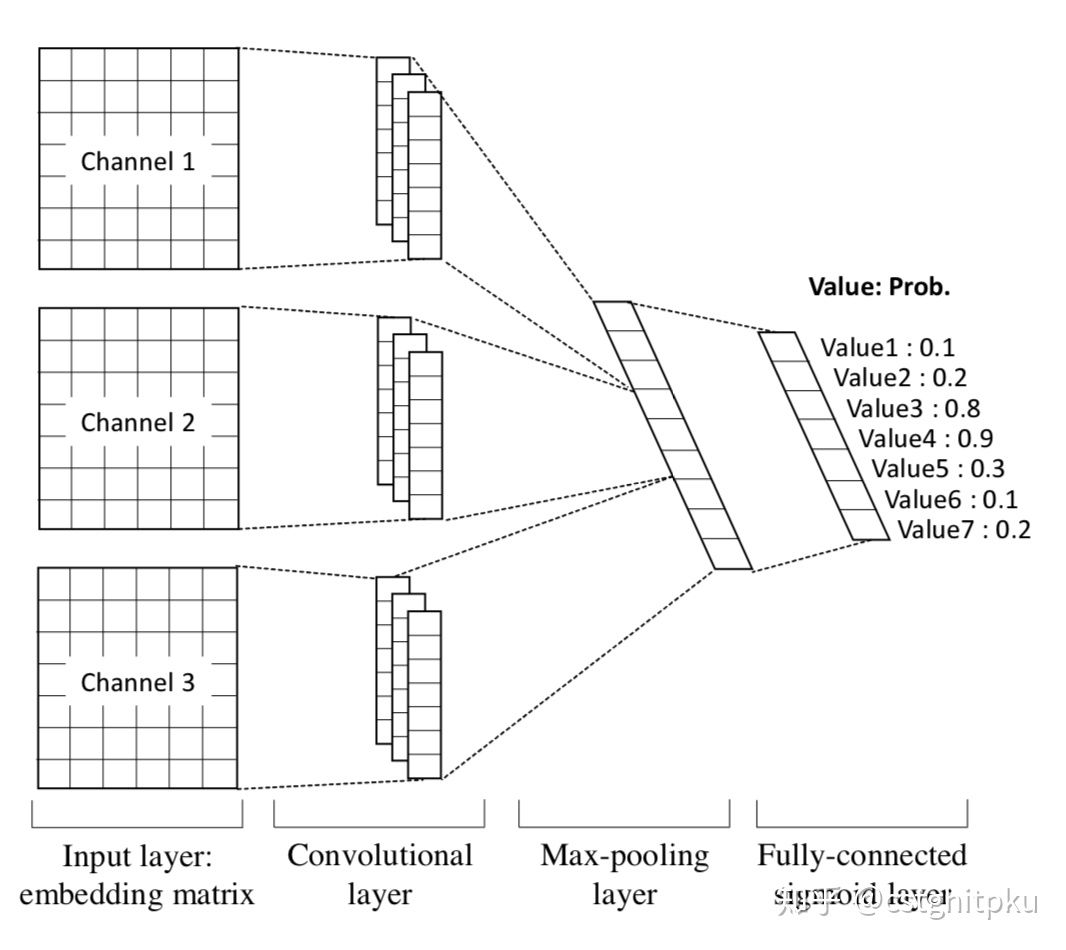 Channel 1
Channel 2
Channel 3
Value: Prob.
Value1 : 0.1
Value2 : 0.2
Value3 : 0.8
Value4 : 0.9
Value5 : 0.3
Value6 : 0.1
Value7 : 0.2
Input layer:
embedding matrix
Convolutional
layer
Max-pooling
layer
Fully-connected
sigmoid layer
知乎 @cstghitpku